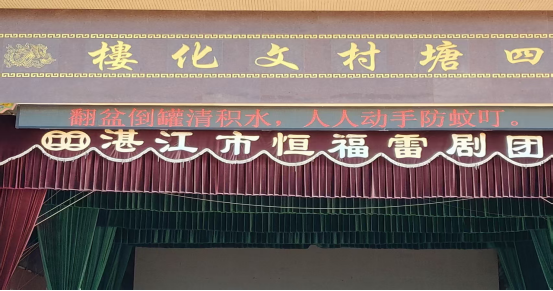 四塘村文化樓
翻盆倒罐清积水，人人动手防蚊叮。
湛江市恒福雷剧团